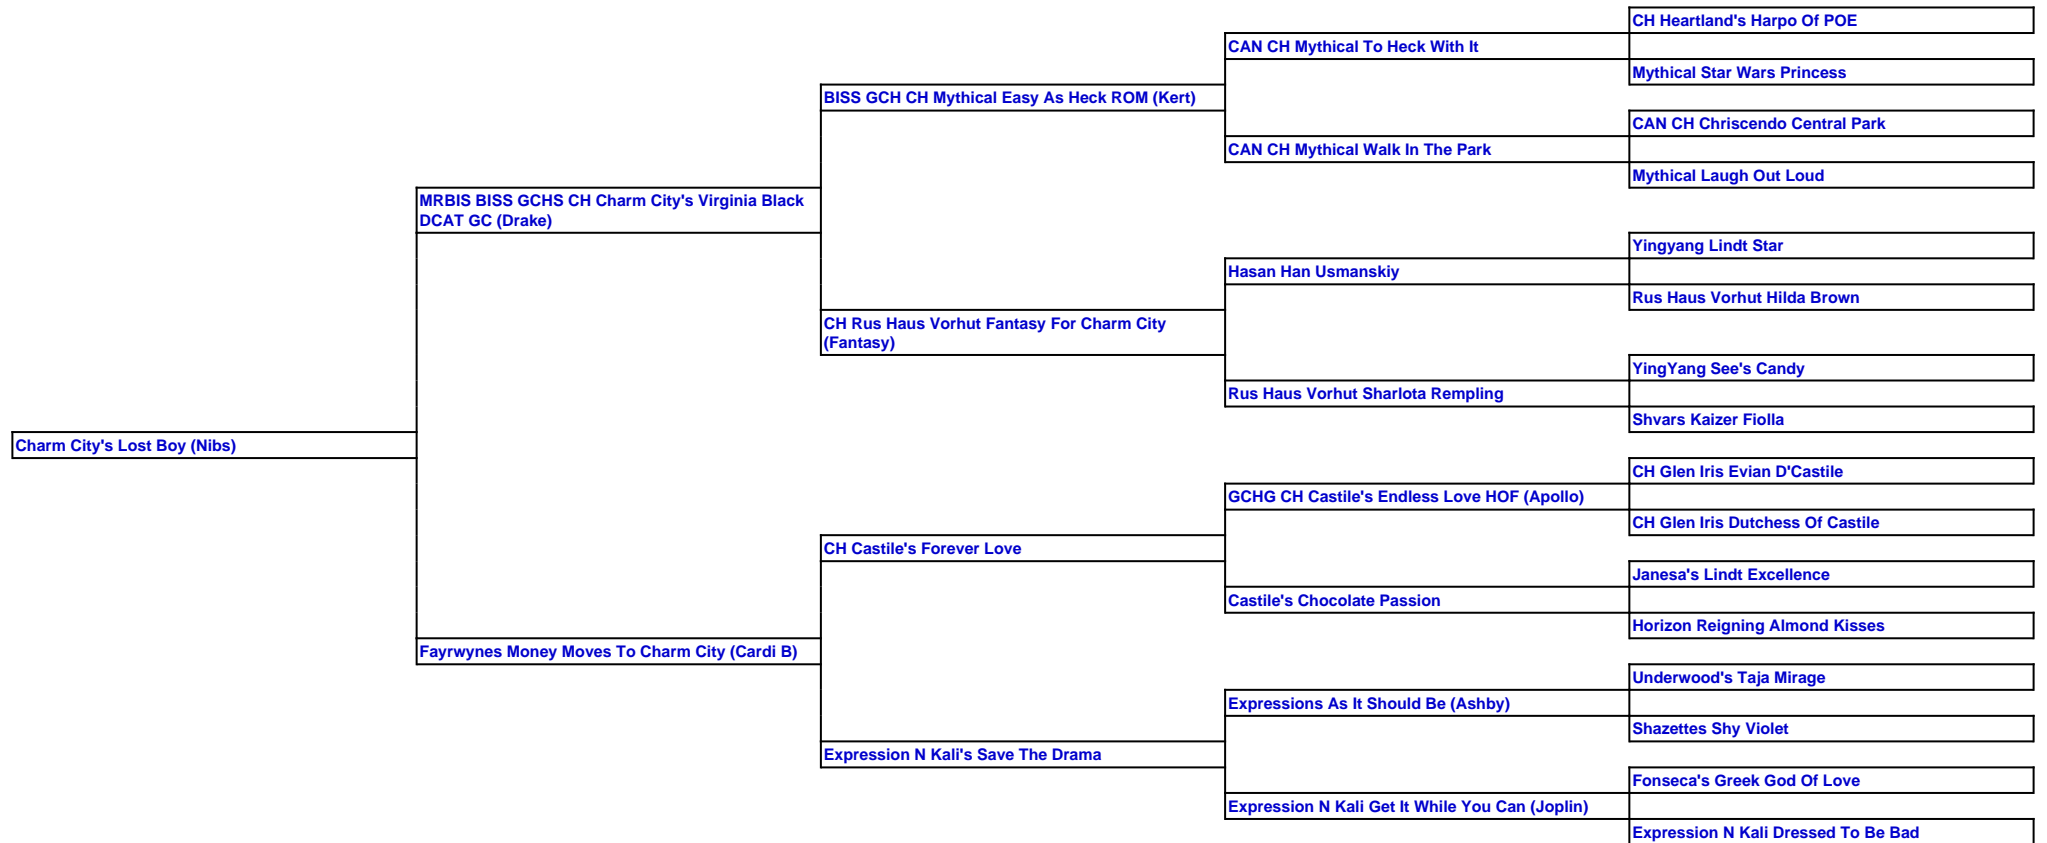 CH Heartland's Harpo Of POE
CAN CH Mythical To Heck With It
Mythical Star Wars Princess
BISS GCH CH Mythical Easy As Heck ROM (Kert)
CAN CH Chriscendo Central Park
CAN CH Mythical Walk In The Park
Mythical Laugh Out Loud
MRBIS BISS GCHS CH Charm City's Virginia Black
DCAT GC (Drake)
Yingyang Lindt Star
Hasan Han Usmanskiy
Rus Haus Vorhut Hilda Brown
CH Rus Haus Vorhut Fantasy For Charm City
(Fantasy)
YingYang See's Candy
Rus Haus Vorhut Sharlota Rempling
Shvars Kaizer Fiolla
Charm City's Lost Boy (Nibs)
CH Glen Iris Evian D'Castile
GCHG CH Castile's Endless Love HOF (Apollo)
CH Glen Iris Dutchess Of Castile
CH Castile's Forever Love
Janesa's Lindt Excellence
Castile's Chocolate Passion
Horizon Reigning Almond Kisses
Fayrwynes Money Moves To Charm City (Cardi B)
Underwood's Taja Mirage
Expressions As It Should Be (Ashby)
Shazettes Shy Violet
Expression N Kali's Save The Drama
Fonseca's Greek God Of Love
Expression N Kali Get It While You Can (Joplin)
Expression N Kali Dressed To Be Bad